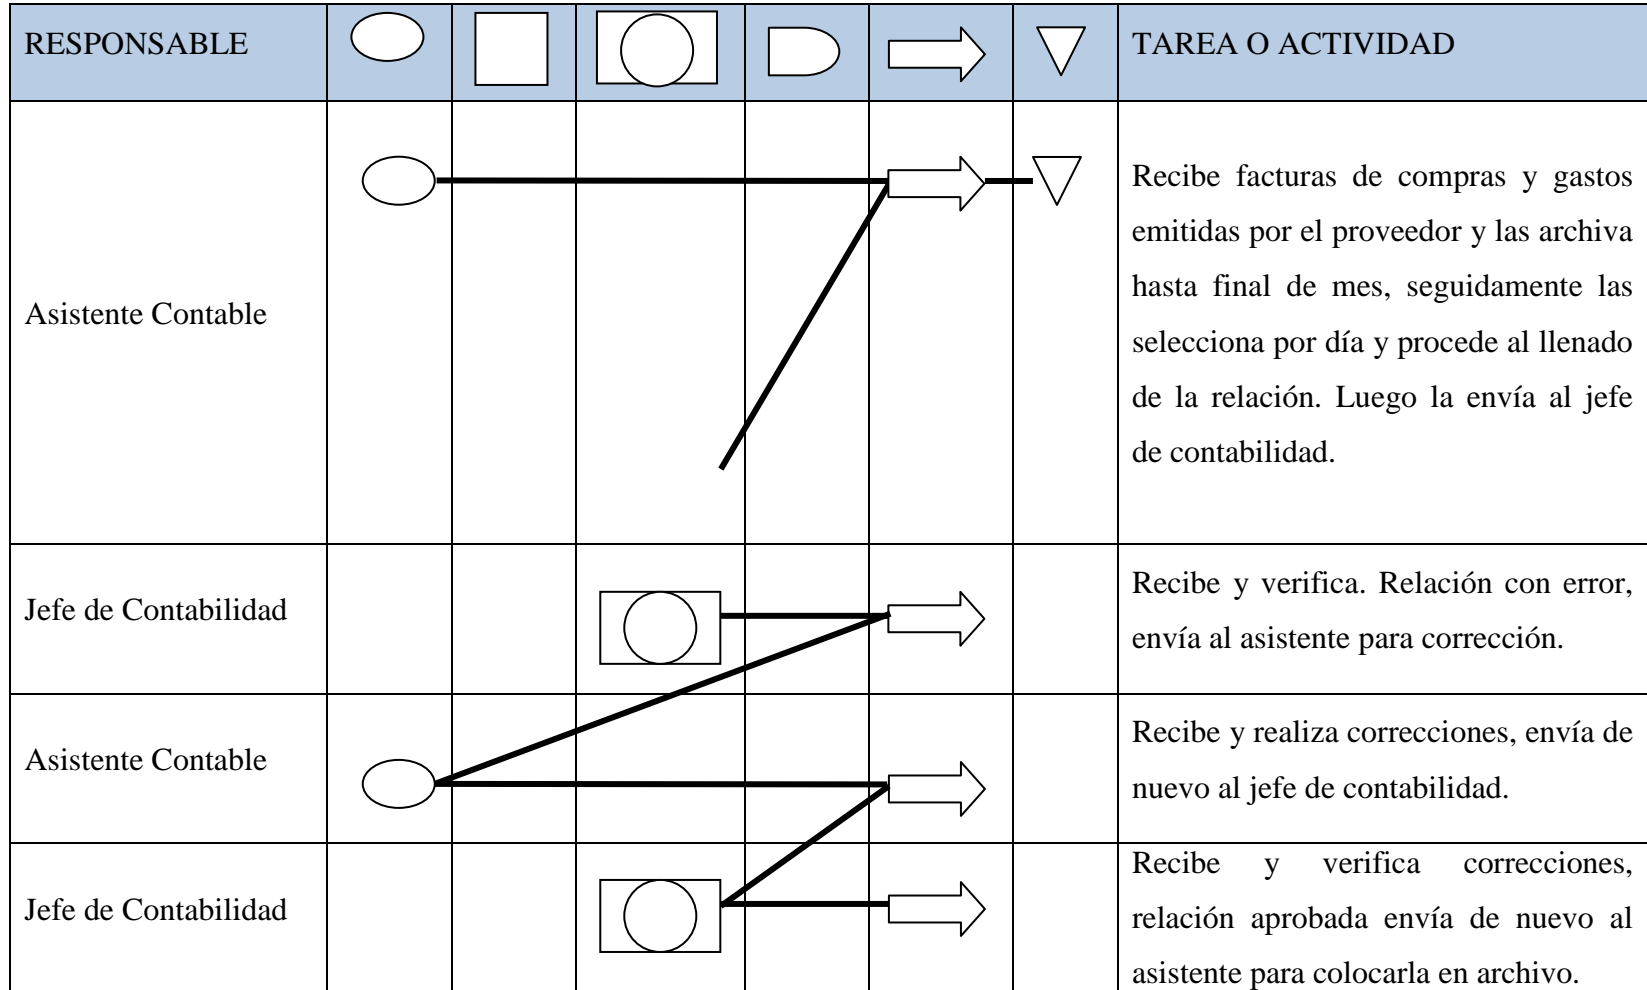 RESPONSABLE
TAREA O ACTIVIDAD
Asistente Contable
Recibe facturas de compras y gastos
emitidas por el proveedor y las archiva
hasta final de mes, seguidamente las
selecciona por día y procede al llenado
de la relación. Luego la envía al jefe
de contabilidad.
Jefe de Contabilidad
Recibe y verifica. Relación con error,
envía al asistente para corrección.
Asistente Contable
Recibe y realiza correcciones, envía de
nuevo al jefe de contabilidad.
Jefe de Contabilidad
Recibe y verifica correcciones,
relación aprobada envía de nuevo al
asistente para colocarla en archivo.